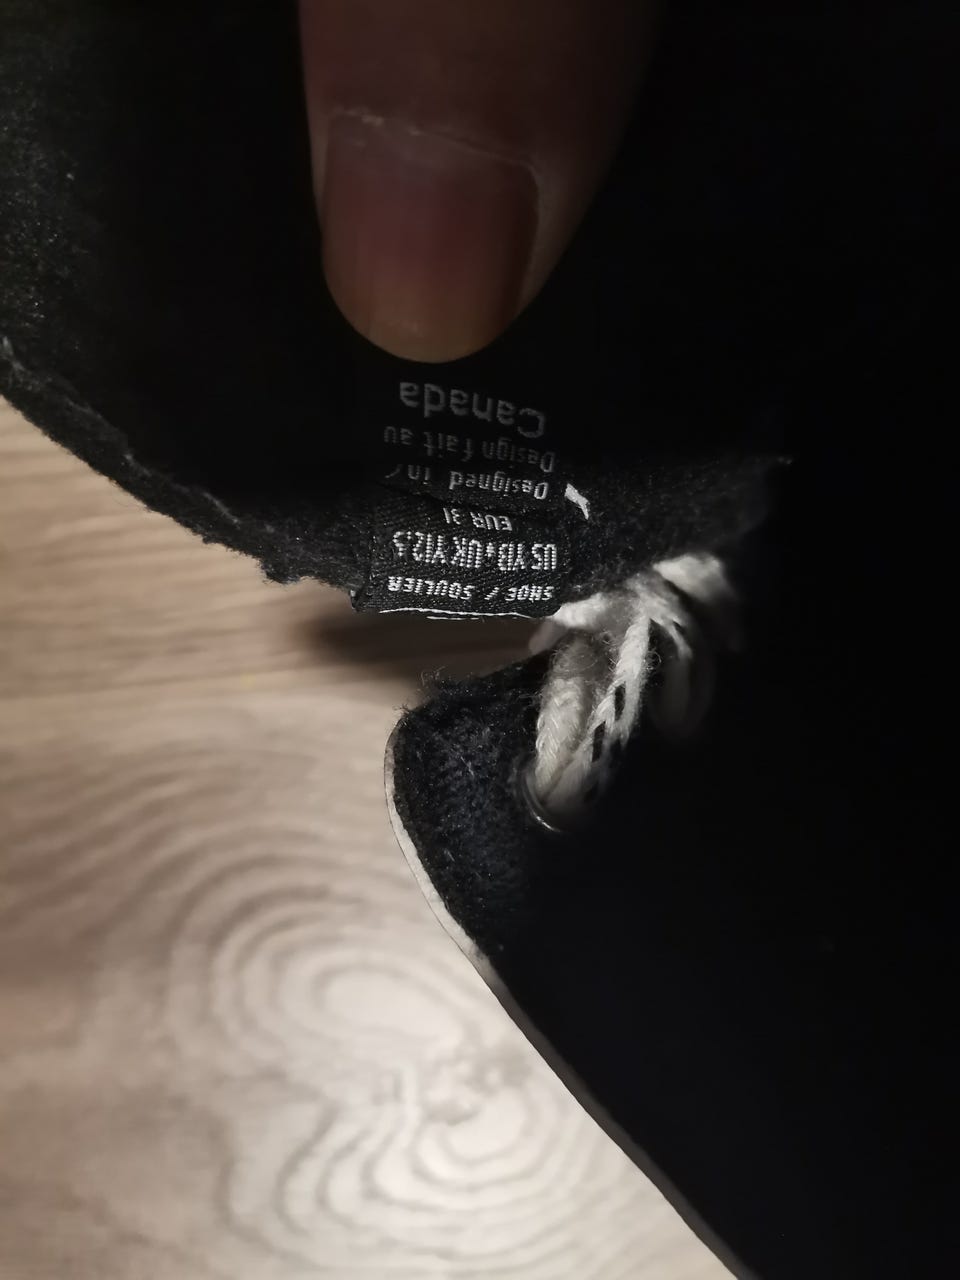 SHOE / SOULIER
US Y13 • UK Y12.5
EUR 31
Designed in /
Design fait au
Canada